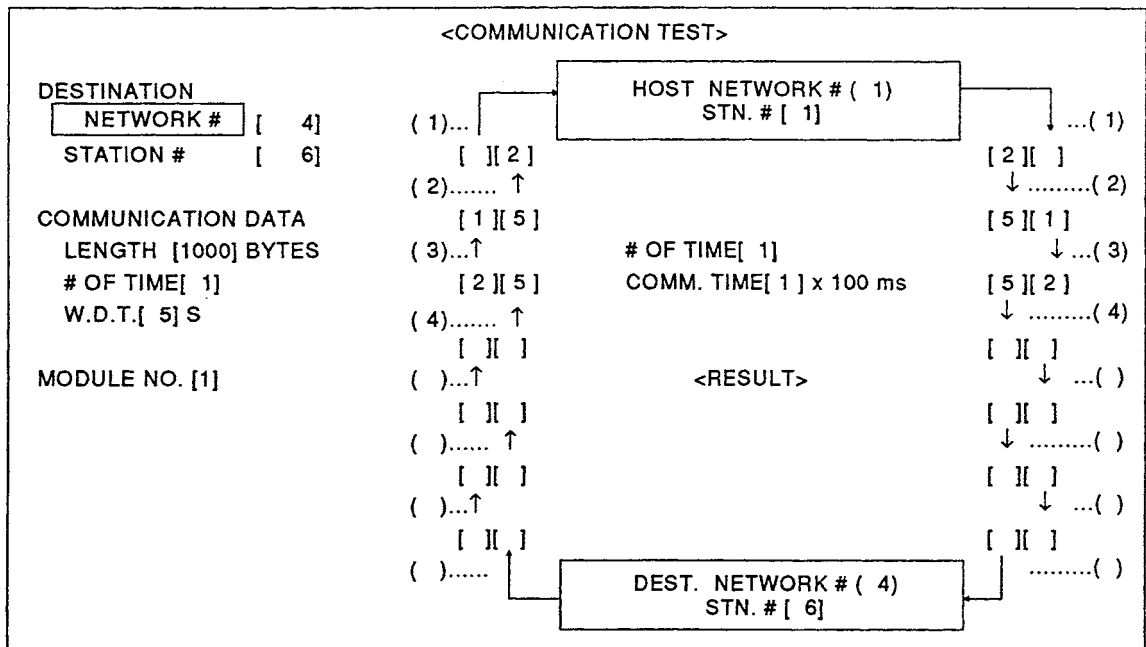 <COMMUNICATION TEST>
DESTINATION
NETWORK # [ 4]
STATION # [ 6]
COMMUNICATION DATA
LENGTH [1000] BYTES
# OF TIME[ 1]
W.D.T.[ 5] S
MODULE NO. [1]
( 1)...
[ ][ 2 ]
( 2)....... ↑
[ 1 ][ 5 ]
( 3)...↑
[ 2 ][ 5 ]
( 4)....... ↑
[ ][ ]
( )...↑
[ ][ ]
( )...... ↑
[ ][ ]
( )...↑
[ ][ ]
( )......
HOST NETWORK # ( 1)
STN. # [ 1]
# OF TIME[ 1]
COMM. TIME[ 1 ] x 100 ms
<RESULT>
DEST. NETWORK # ( 4)
STN. # [ 6]
...( 1)
[ 2 ][ ]
↓ .........( 2)
[ 5 ][ 1 ]
↓ ...( 3)
[ 5 ][ 2 ]
↓ .........( 4)
[ ][ ]
↓ ...( )
[ ][ ]
↓ .........( )
[ ][ ]
↓ ...( )
[ ][ ]
.........( )